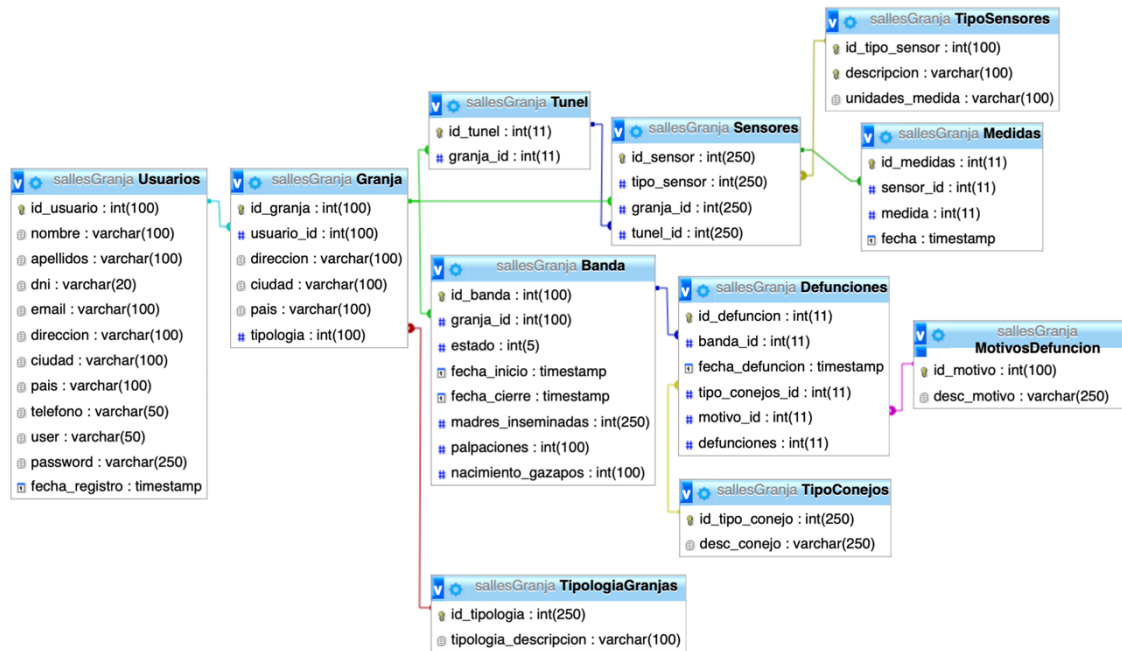 sallesGranja Usuarios
id_usuario : int(100)
nombre : varchar(100)
apellidos : varchar(100)
dni : varchar(20)
email : varchar(100)
direccion : varchar(100)
ciudad : varchar(100)
pais : varchar(100)
telefono : varchar(50)
user : varchar(50)
password : varchar(250)
fecha_registro : timestamp
sallesGranja Granja
id_granja : int(100)
usuario_id : int(100)
direccion : varchar(100)
ciudad : varchar(100)
pais : varchar(100)
tipologia : int(100)
sallesGranja Tunel
id_tunel : int(11)
granja_id : int(11)
sallesGranja Banda
id_banda : int(100)
granja_id : int(100)
estado : int(5)
fecha_inicio : timestamp
fecha_cierre : timestamp
madres_inseminadas : int(250)
palpaciones : int(100)
nacimiento_gazapos : int(100)
sallesGranja TipologiaGranjas
id_tipologia : int(250)
tipologia_descripcion : varchar(100)
sallesGranja Sensores
id_sensor : int(250)
tipo_sensor : int(250)
granja_id : int(250)
tunel_id : int(250)
sallesGranja TipoSensores
id_tipo_sensor : int(100)
descripcion : varchar(100)
unidades_medida : varchar(100)
sallesGranja Medidas
id_medidas : int(11)
sensor_id : int(11)
medida : int(11)
fecha : timestamp
sallesGranja Defunciones
id_defuncion : int(11)
banda_id : int(11)
fecha_defuncion : timestamp
tipo_conejos_id : int(11)
motivo_id : int(11)
defunciones : int(11)
sallesGranja TipoConejos
id_tipo_conejo : int(250)
desc_conejo : varchar(250)
sallesGranja
MotivosDefuncion
id_motivo : int(100)
desc_motivo : varchar(250)